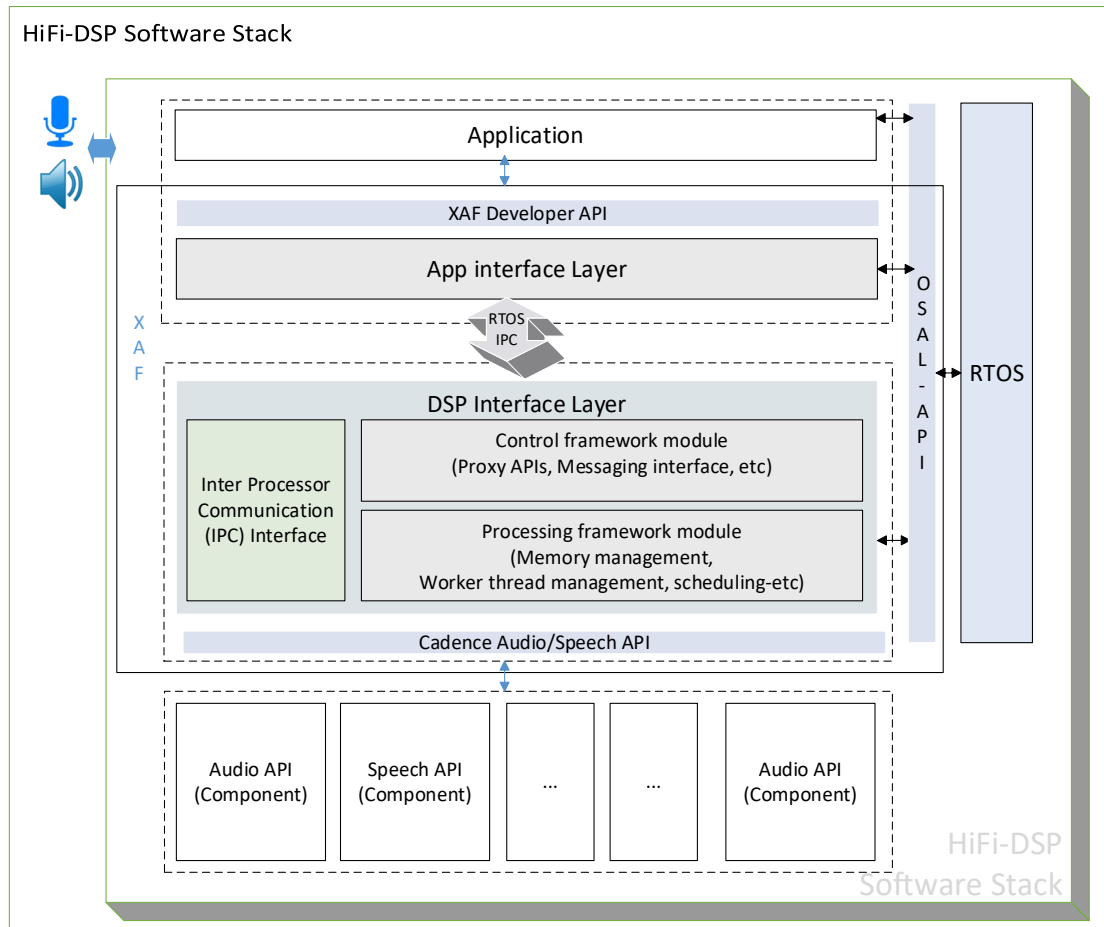 HiFi-DSP Software Stack
Application
XAF Developer API
App interface Layer
RTOS
IPC
X
A
F
O
S
A
L
-
A
P
I
RTOS
DSP Interface Layer
Inter Processor
Communication
(IPC) Interface
Control framework module
(Proxy APIs, Messaging interface, etc)
Processing framework module
(Memory management,
Worker thread management, scheduling-etc)
Cadence Audio/Speech API
Audio API
(Component)
Speech API
(Component)
...
...
Audio API
(Component)
HiFi-DSP
Software Stack